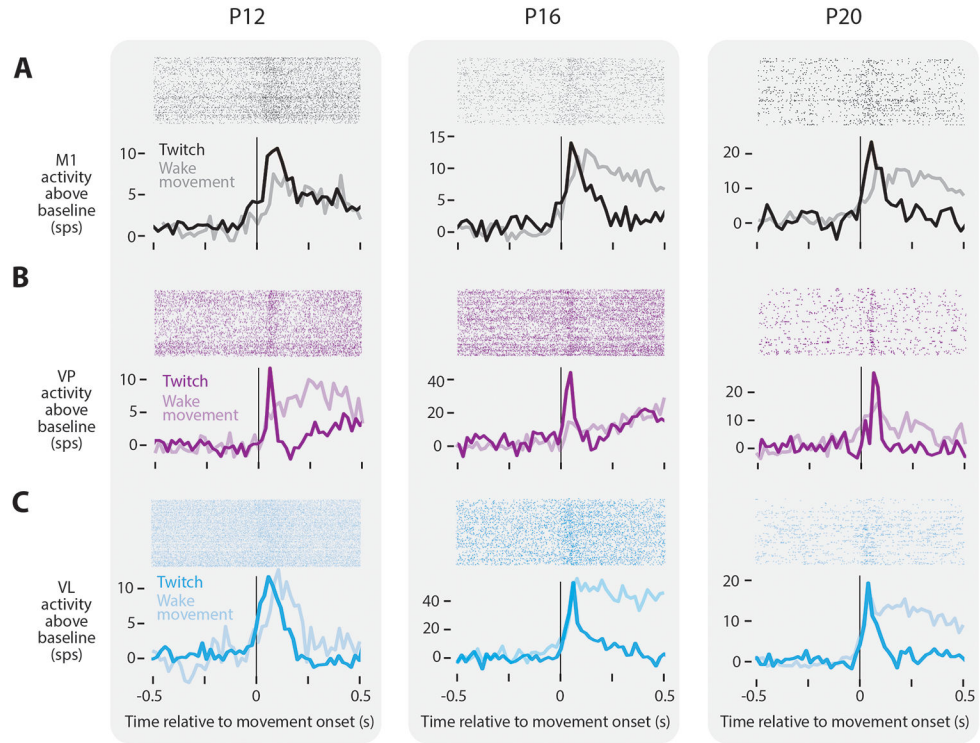 P12 P16 P20
A
M1
activity
above
baseline
(sps)
Twitch
Wake
movement
10
5
0
15
10
5
0
20
10
0
B
VP
activity
above
baseline
(sps)
Twitch
Wake
movement
10
5
0
40
20
0
20
10
0
C
VL
activity
above
baseline
(sps)
Twitch
Wake
movement
10
5
0
40
20
0
20
10
0
-0.5 0 0.5 -0.5 0 0.5 -0.5 0 0.5
Time relative to movement onset (s) Time relative to movement onset (s) Time relative to movement onset (s)